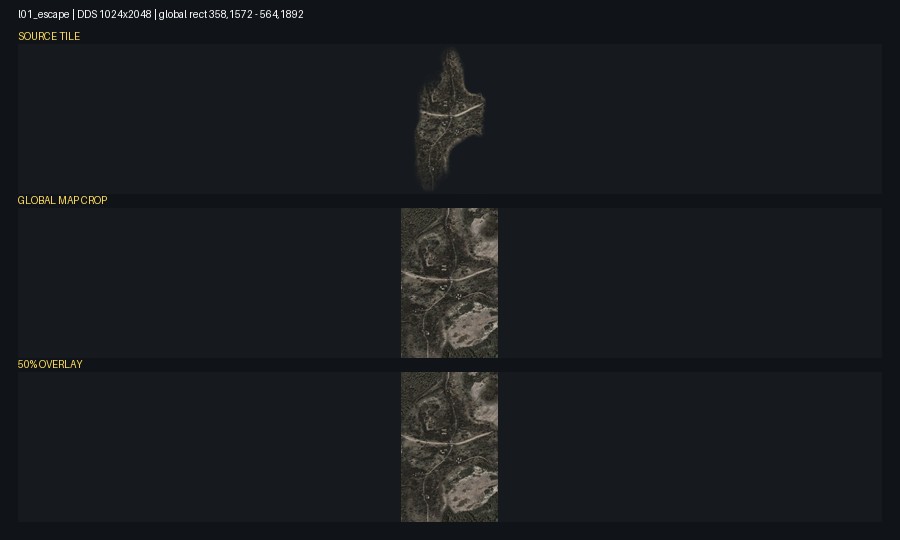 l01_escape | DDS 1024x2048 | global rect 358,1572 - 564,1892
SOURCE TILE
GLOBAL MAP CROP
50% OVERLAY